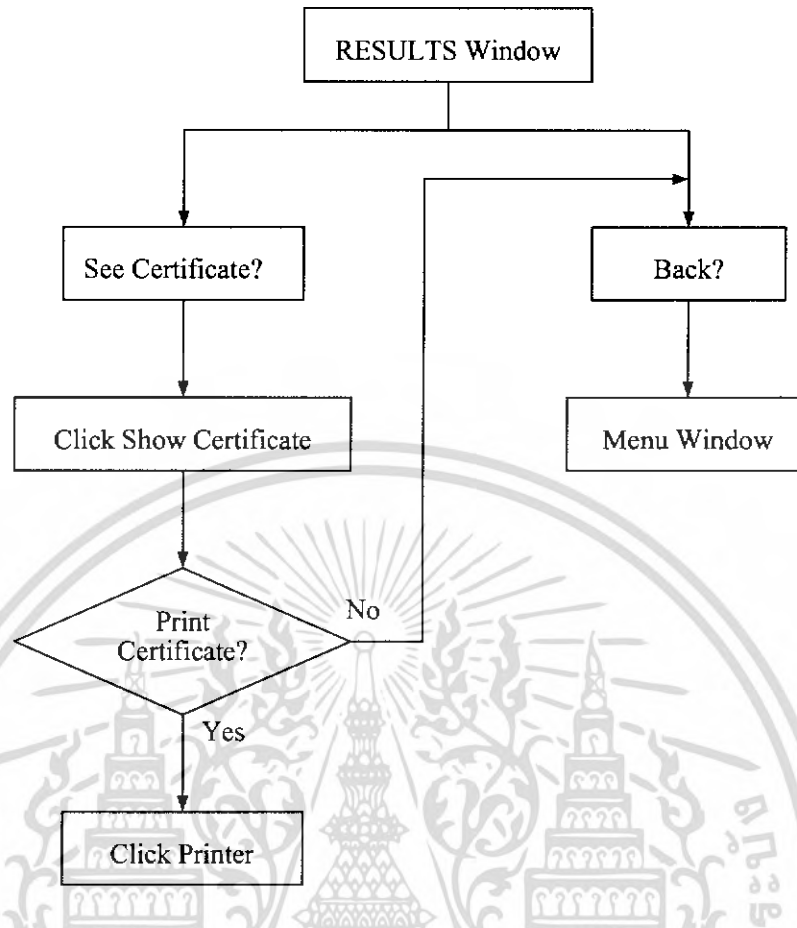 RESULTS Window
See Certificate?
Back?
Click Show Certificate
Menu Window
Print
Certificate?
No
Yes
Click Printer